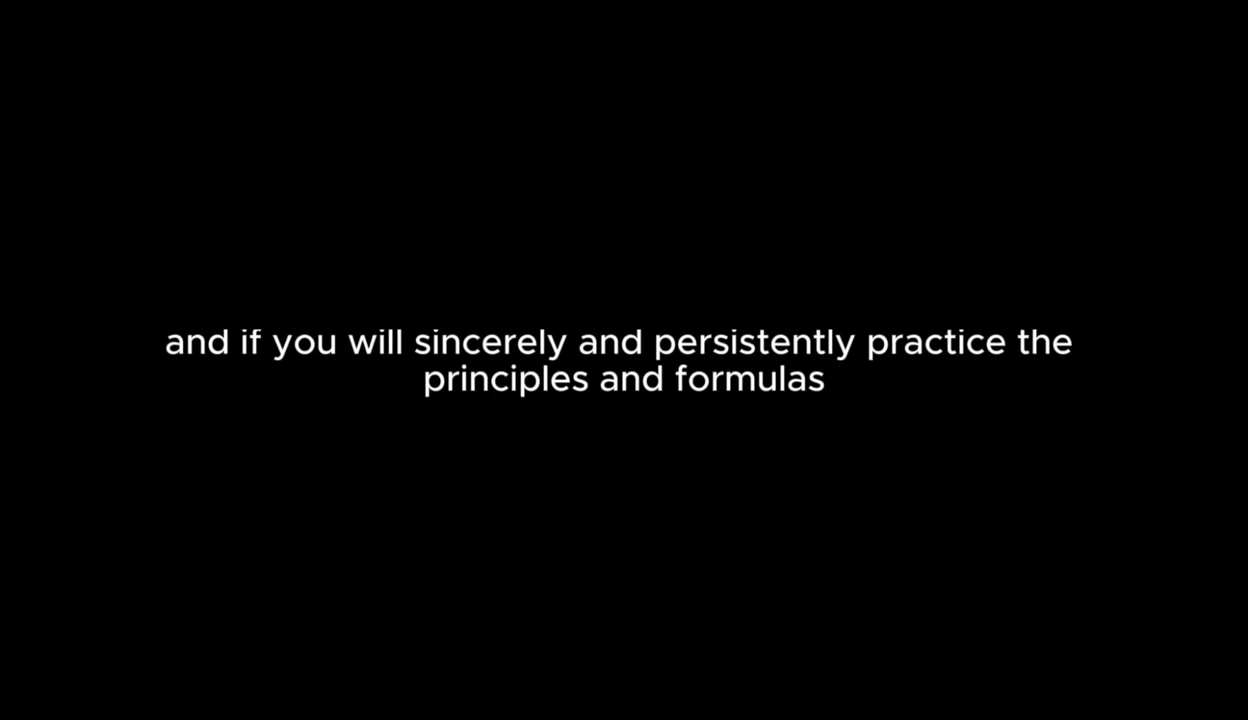 and if you will sincerely and persistently practice the
principles and formulas